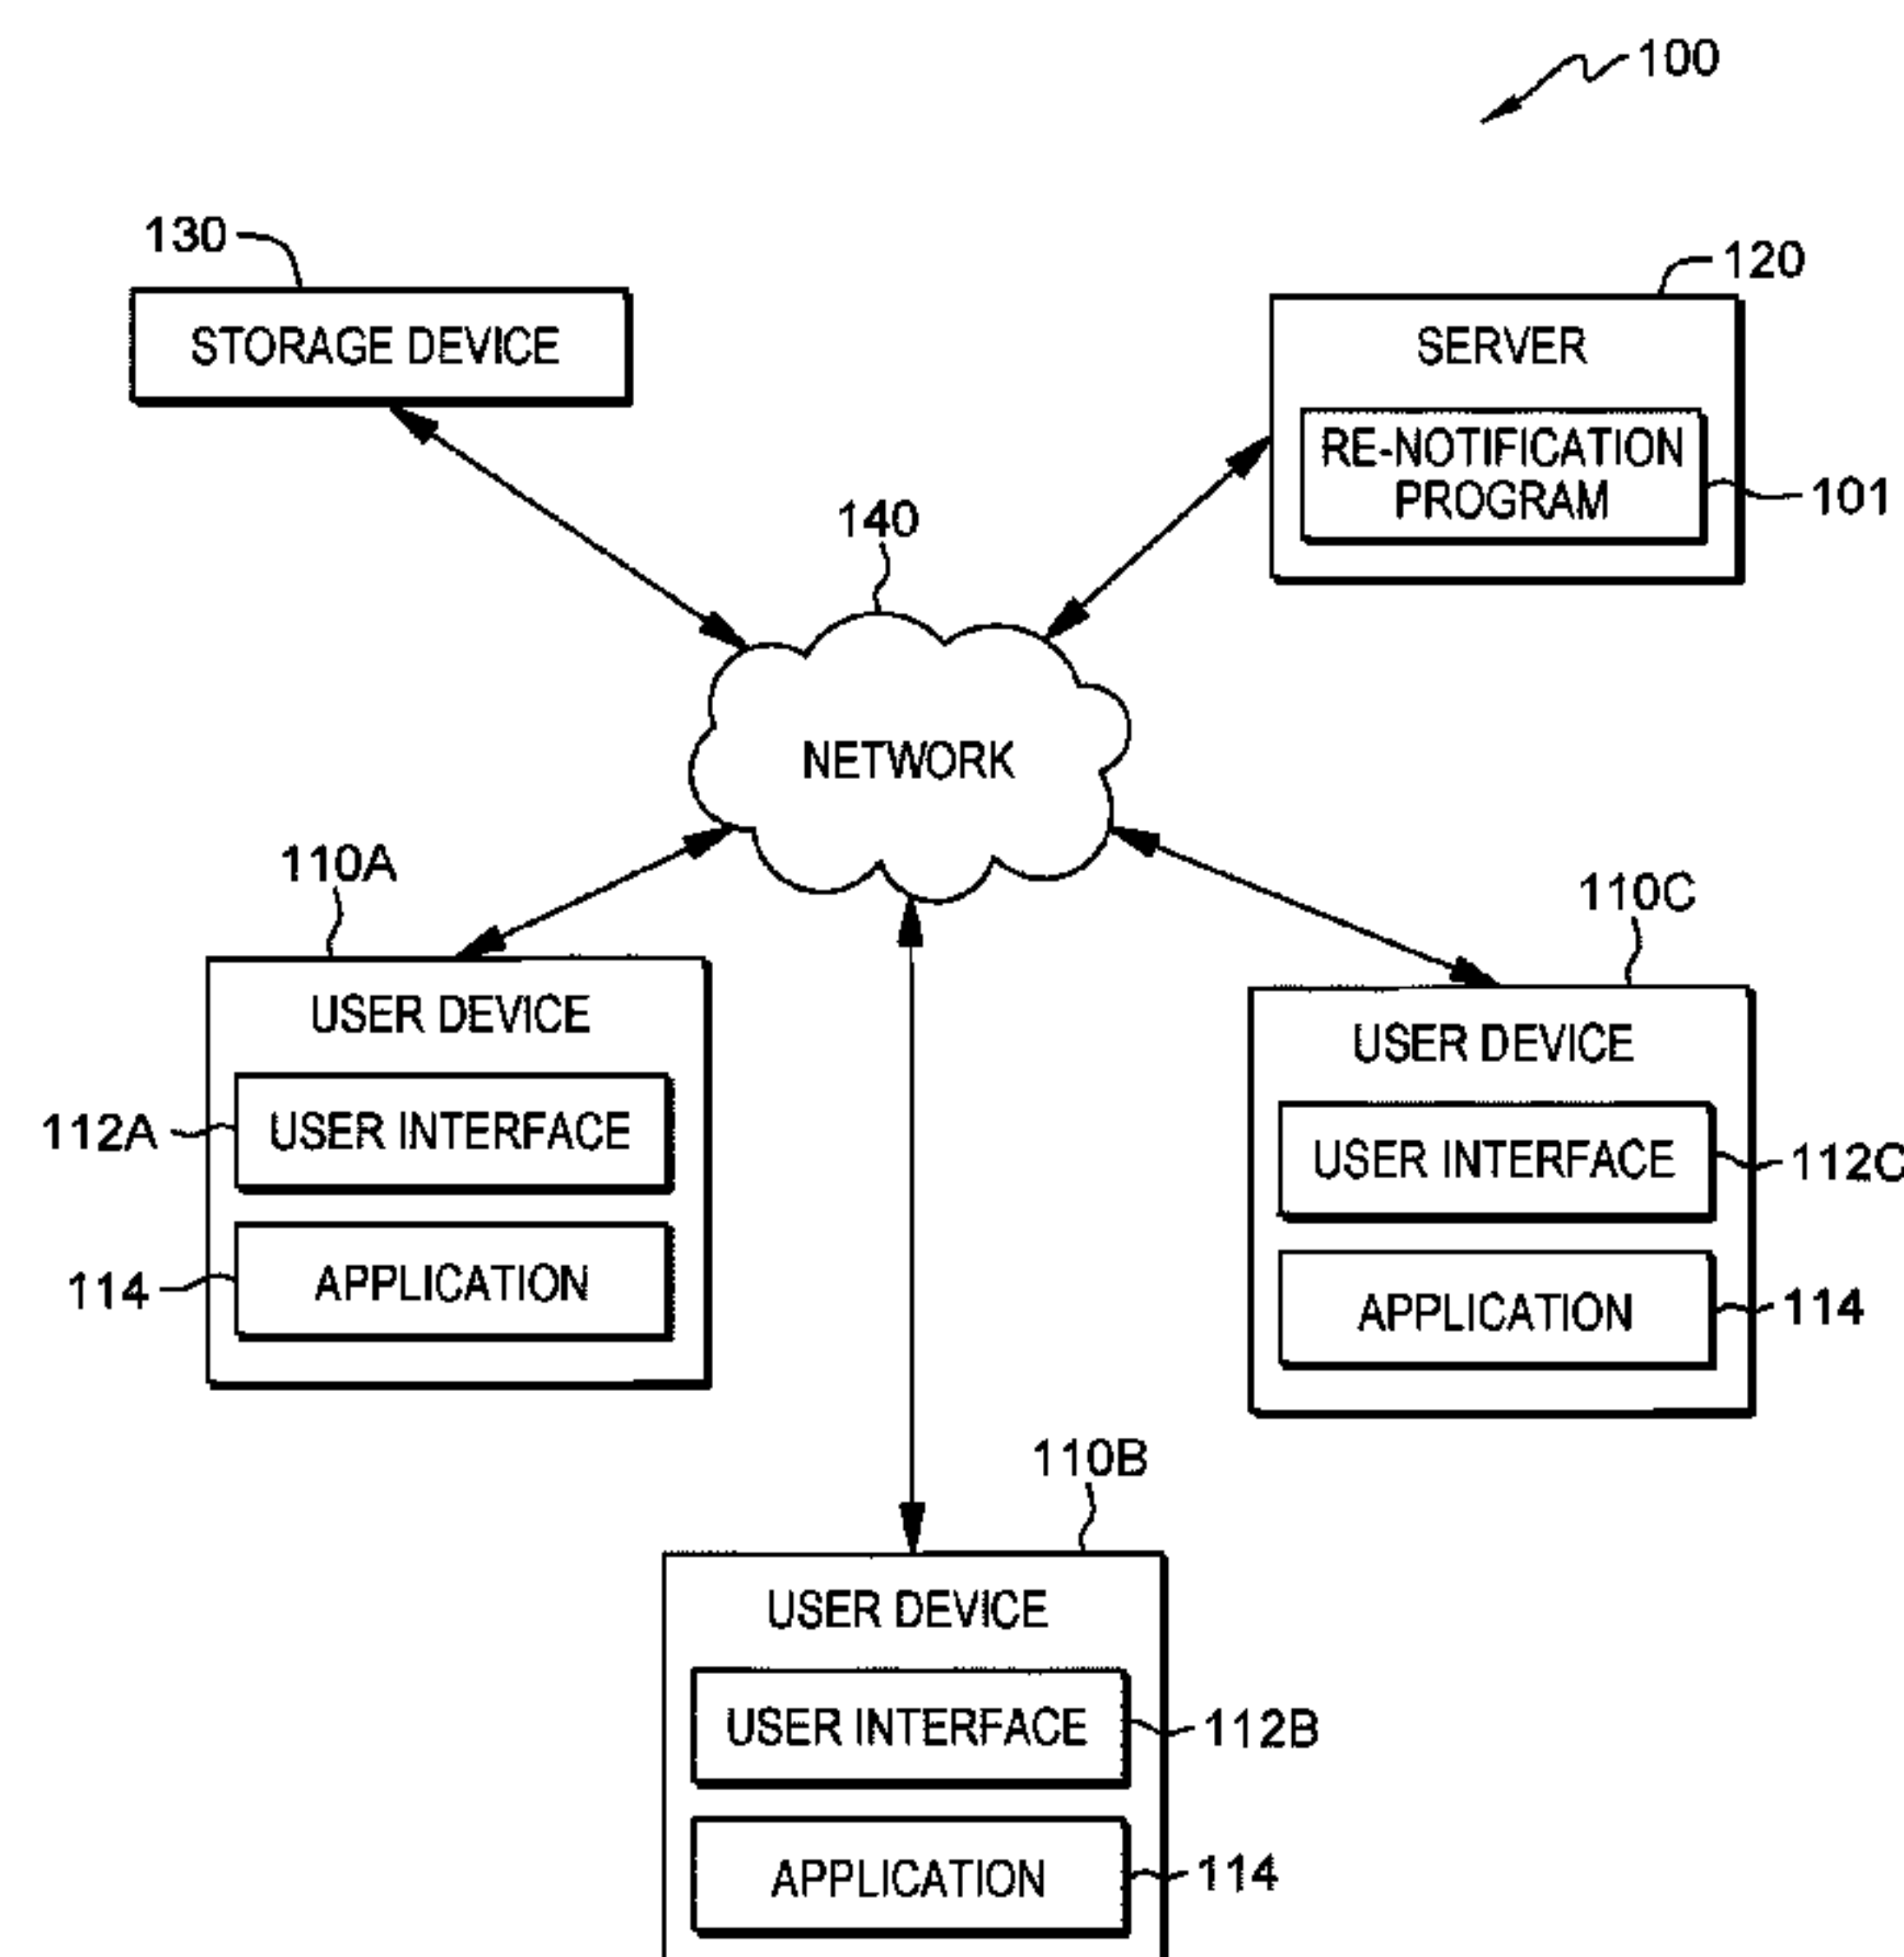 100
130
120
STORAGE DEVICE
SERVER
RE-NOTIFICATION
PROGRAM
101
140
NETWORK
110A
110C
USER DEVICE
112A
USER INTERFACE
114
APPLICATION
USER DEVICE
USER INTERFACE
112C
APPLICATION
114
110B
USER DEVICE
USER INTERFACE
112B
APPLICATION
114